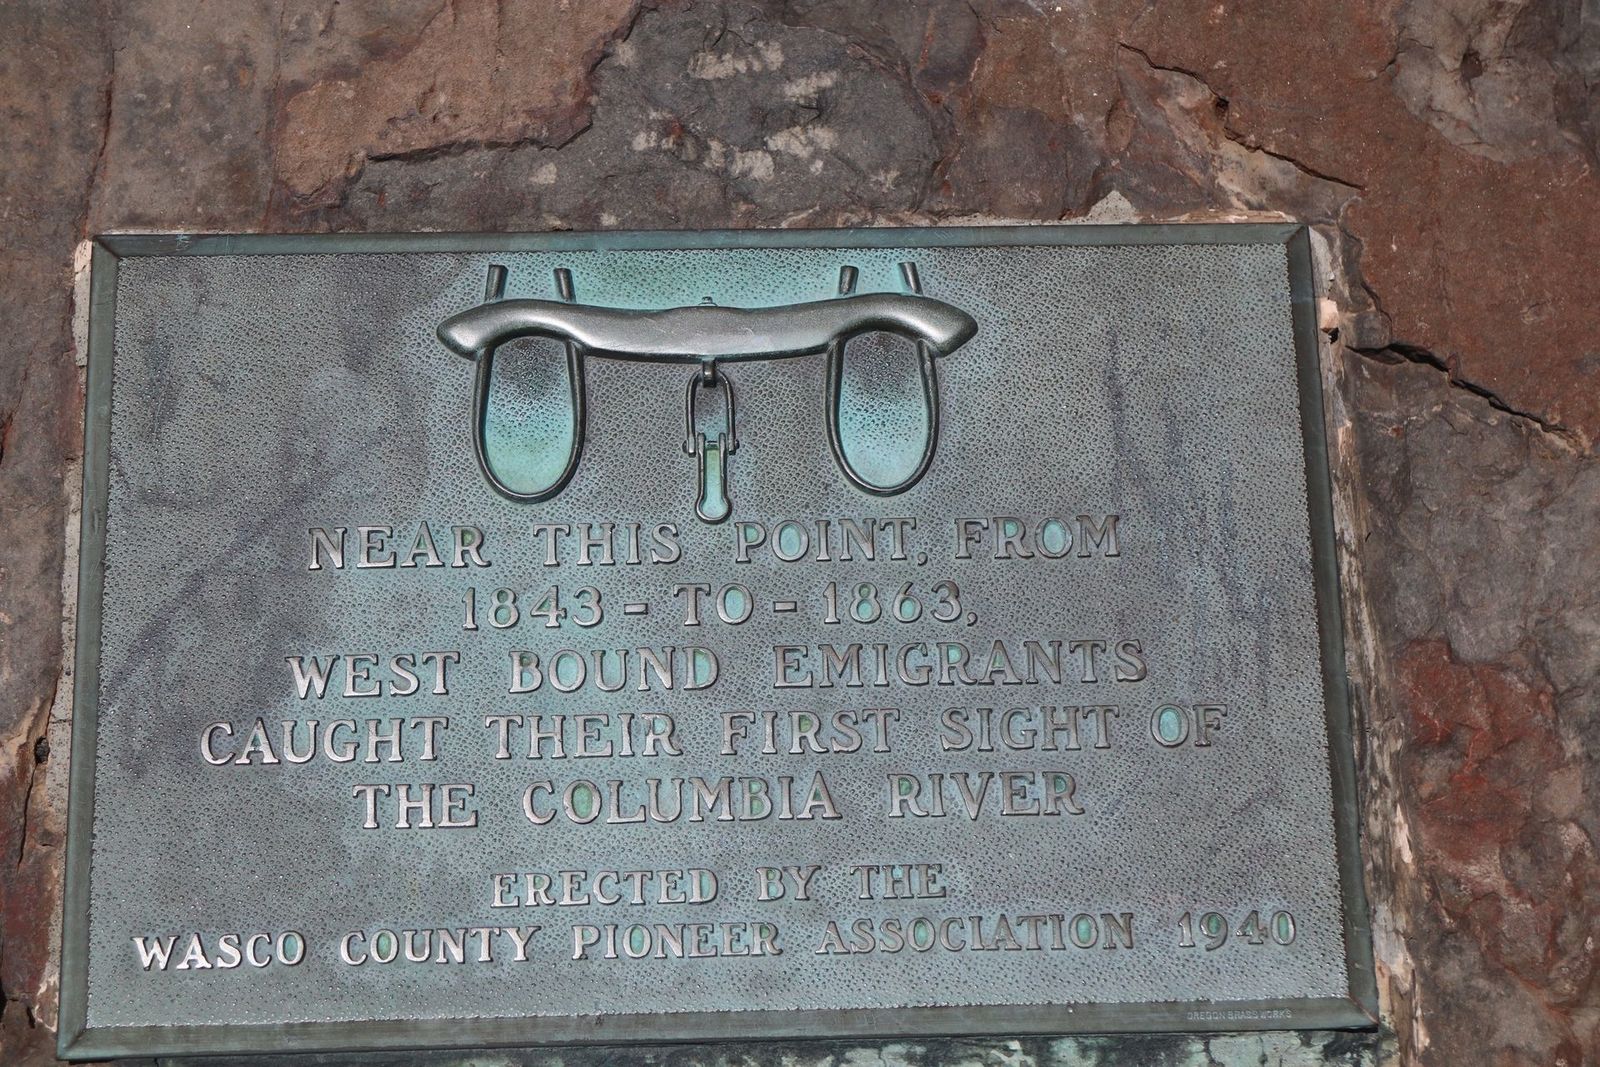 NEAR THIS POINT, FROM
1843 - TO - 1863,
WEST BOUND EMIGRANTS
CAUGHT THEIR FIRST SIGHT OF
THE COLUMBIA RIVER
ERECTED BY THE
WASCO COUNTY PIONEER ASSOCIATION 1940
OREGON BRASS WORKS